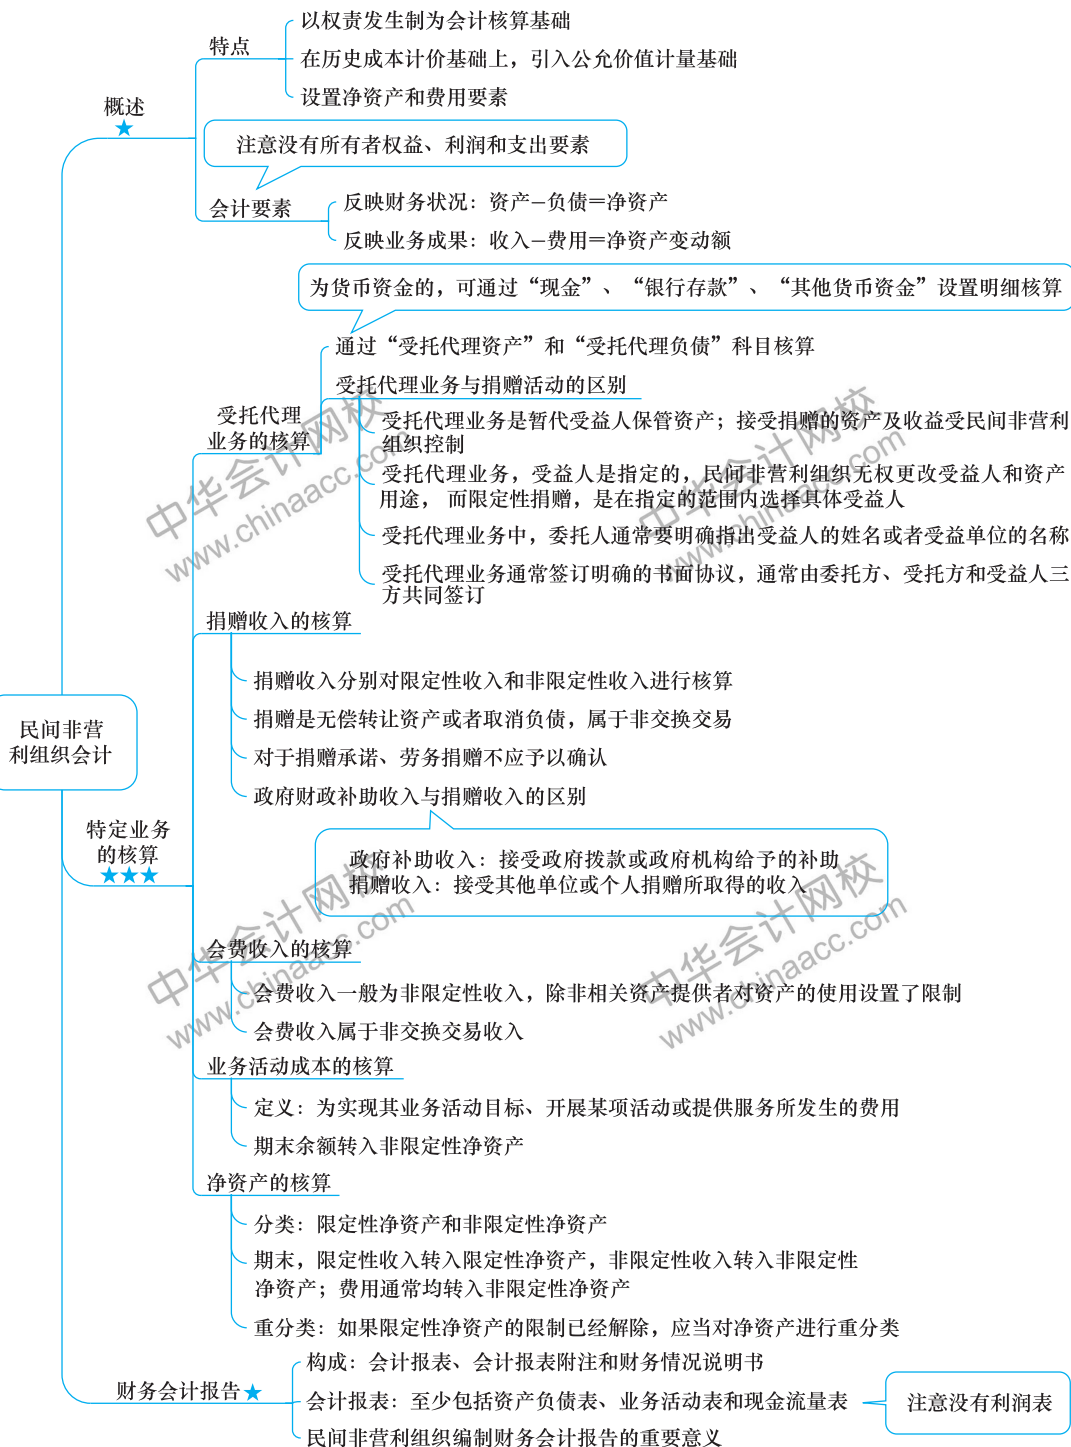 以权责发生制为会计核算基础
特点
在历史成本计价基础上，引入公允价值计量基础
设置净资产和费用要素
概述
★
注意没有所有者权益、利润和支出要素
会计要素
反映财务状况：资产–负债＝净资产
反映业务成果：收入–费用＝净资产变动额
为货币资金的，可通过“现金”、“银行存款”、“其他货币资金”设置明细核算
通过“受托代理资产”和“受托代理负债”科目核算
受托代理业务与捐赠活动的区别
受托代理
业务的核算
受托代理业务是暂代受益人保管资产；接受捐赠的资产及收益受民间非营利
组织控制
受托代理业务，受益人是指定的，民间非营利组织无权更改受益人和资产
用途， 而限定性捐赠，是在指定的范围内选择具体受益人
受托代理业务中，委托人通常要明确指出受益人的姓名或者受益单位的名称
受托代理业务通常签订明确的书面协议，通常由委托方、受托方和受益人三
方共同签订
中华会计网校
www.chinaacc.com
中华会计网校
www.chinaacc.com
捐赠收入的核算
捐赠收入分别对限定性收入和非限定性收入进行核算
捐赠是无偿转让资产或者取消负债，属于非交换交易
对于捐赠承诺、劳务捐赠不应予以确认
政府财政补助收入与捐赠收入的区别
民间非营
利组织会计
特定业务
的核算
★★★
政府补助收入：接受政府拨款或政府机构给予的补助
捐赠收入：接受其他单位或个人捐赠所取得的收入
中华会计网校
www.chinaacc.com
中华会计网校
www.chinaacc.com
会费收入的核算
会费收入一般为非限定性收入，除非相关资产提供者对资产的使用设置了限制
会费收入属于非交换交易收入
业务活动成本的核算
定义：为实现其业务活动目标、开展某项活动或提供服务所发生的费用
期末余额转入非限定性净资产
净资产的核算
分类：限定性净资产和非限定性净资产
期末，限定性收入转入限定性净资产，非限定性收入转入非限定性
净资产；费用通常均转入非限定性净资产
重分类：如果限定性净资产的限制已经解除，应当对净资产进行重分类
构成：会计报表、会计报表附注和财务情况说明书
财务会计报告★
会计报表：至少包括资产负债表、业务活动表和现金流量表
注意没有利润表
民间非营利组织编制财务会计报告的重要意义